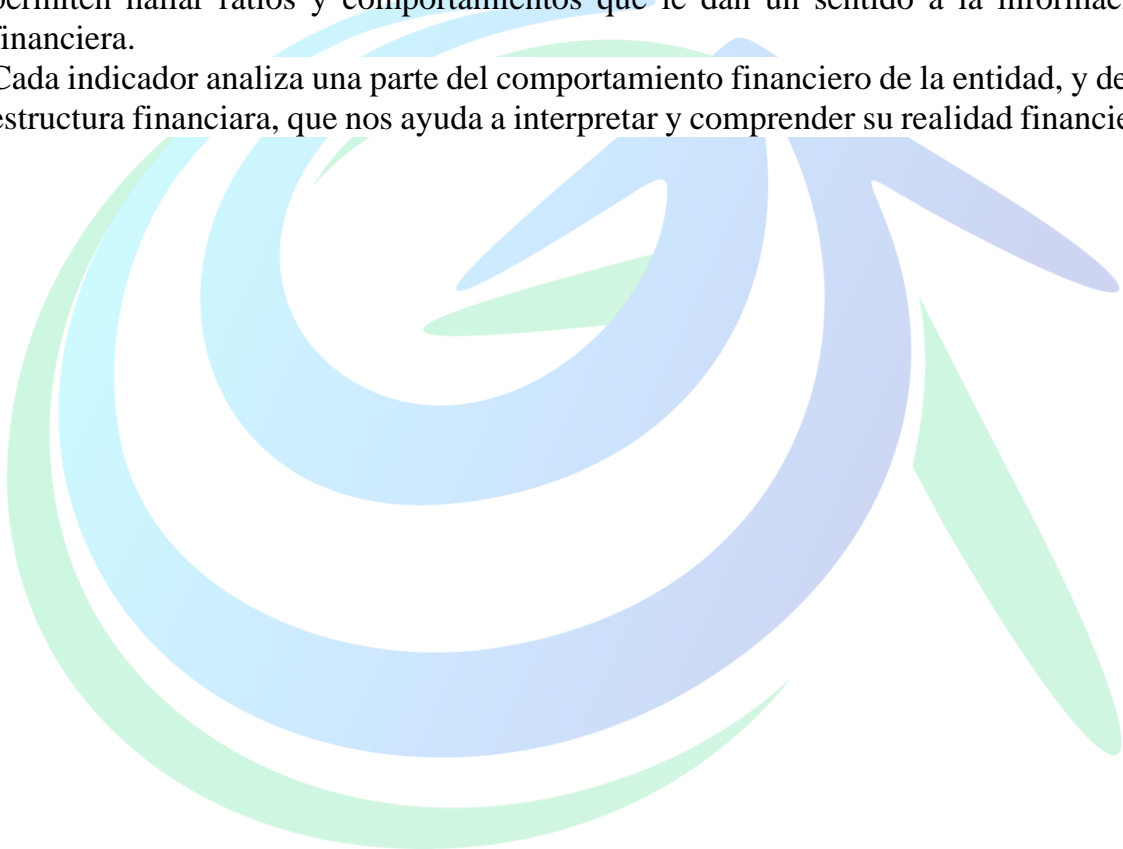 permiten hallar ratios y comportamientos que le dan un sentido a la informaci
financiera.
Cada indicador analiza una parte del comportamiento financiero de la entidad, y de
estructura financiara, que nos ayuda a interpretar y comprender su realidad financie